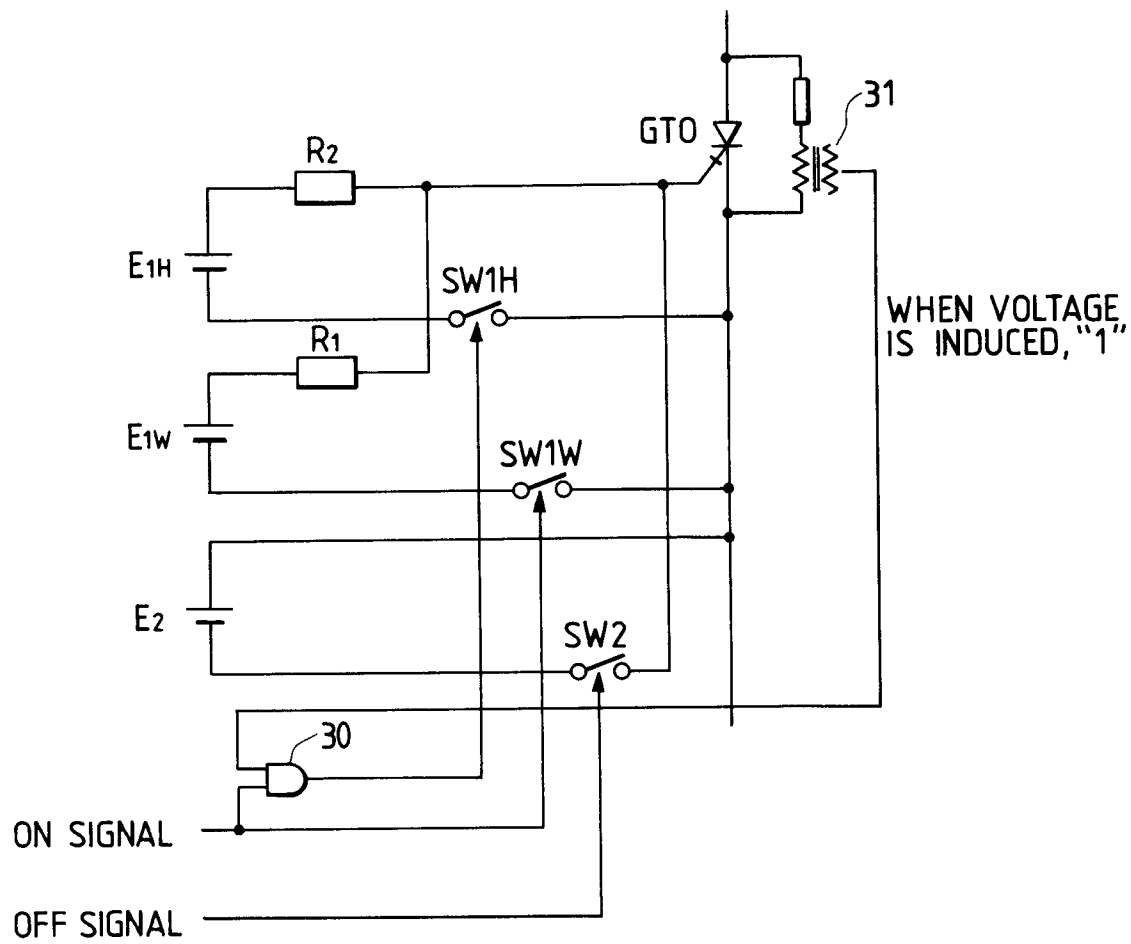 31
GTO
R2
E1H
SW1H
WHEN VOLTAGE
IS INDUCED, "1"
R1
E1W
SW1W
E2
SW2
30
ON SIGNAL
OFF SIGNAL